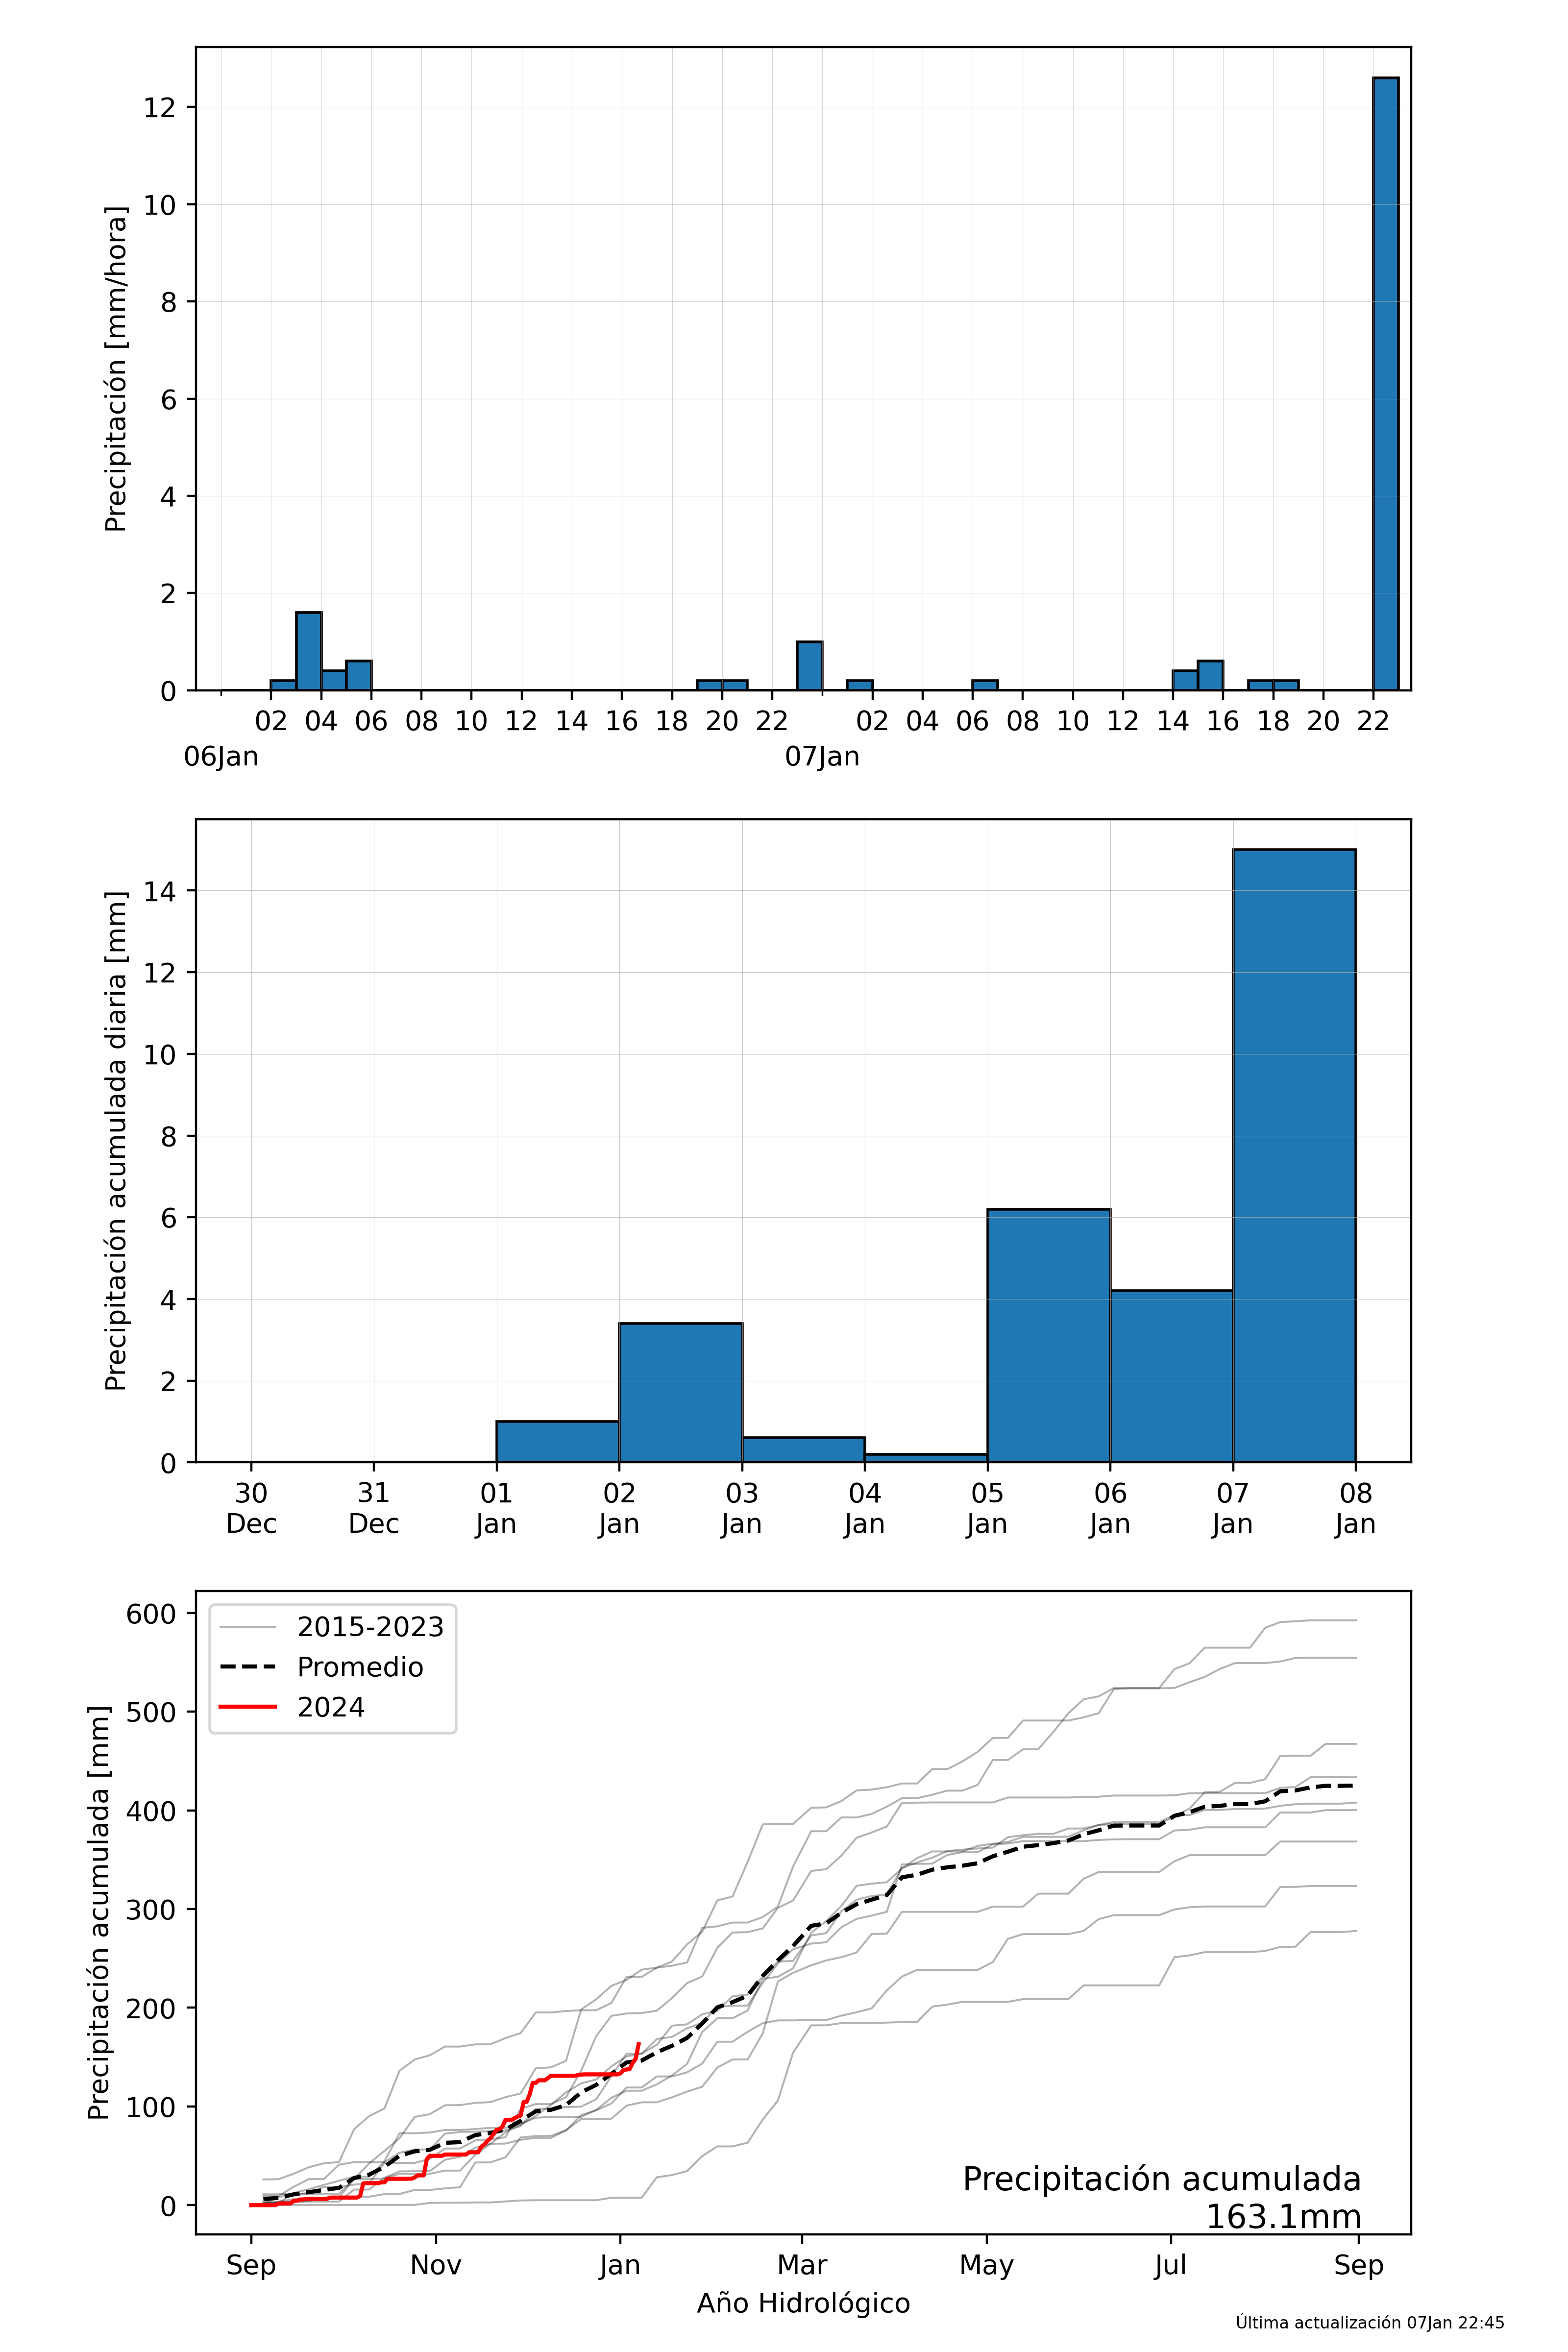 Precipitación [mm/hora]
12
10
8
6
4
2
0
02 04 06 08 10 12 14 16 18 20 22 02 04 06 08 10 12 14 16 18 20 22
06Jan 07Jan
Precipitación acumulada diaria [mm]
14
12
10
8
6
4
2
0
30 31 01 02 03 04 05 06 07 08
Dec Dec Jan Jan Jan Jan Jan Jan Jan Jan
Precipitación acumulada [mm]
600
500
400
300
200
100
0
2015-2023
Promedio
2024
Precipitación acumulada
163.1mm
Sep Nov Jan Mar May Jul Sep
Año Hidrológico
Última actualización 07Jan 22:45